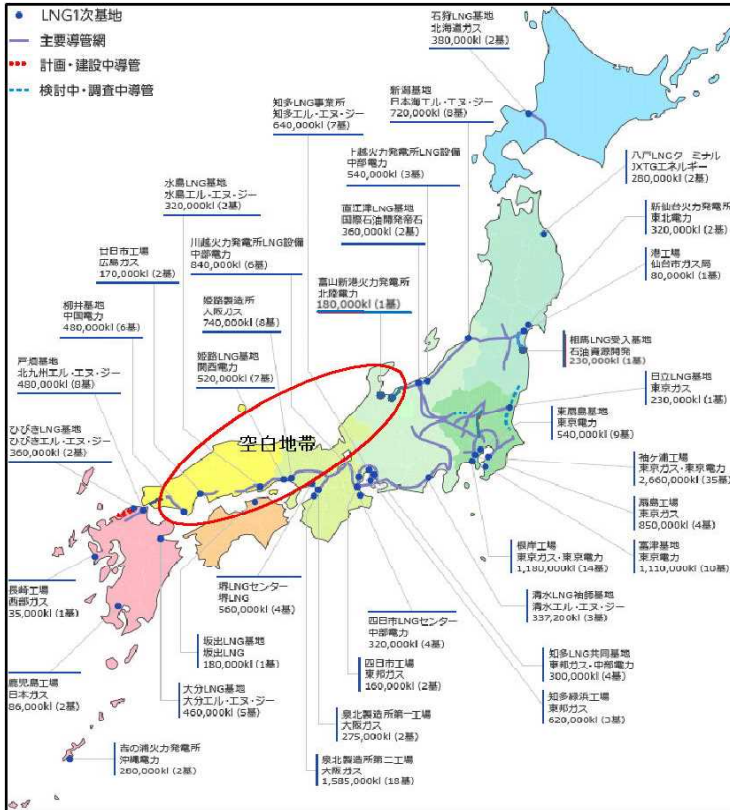 LNG1次基地
主要導管網
計画・建設中導管
検討中・調査中導管
石狩LNG基地
北海道ガス
380,000kl (2基)
新潟基地
日本海エル・エヌ・ジー
720,000kl (8基)
知多LNG事業所
知多エル・エヌ・ジー
640,000kl (7基)
上越火力発電所LNG設備
中部電力
540,000kl (3基)
八戸LNGターミナル
JXTGエネルギー
280,000kl (2基)
水島LNG基地
水島エル・エヌ・ジー
320,000kl (2基)
直江津LNG基地
国際石油開発帝石
360,000kl (2基)
新仙台火力発電所
東北電力
320,000kl (2基)
廿日市工場
広島ガス
170,000kl (2基)
川越火力発電所LNG設備
中部電力
840,000kl (6基)
富山新港火力発電所
北陸電力
180,000kl (1基)
港工場
仙台市ガス局
80,000kl (1基)
柳井基地
中国電力
480,000kl (6基)
姫路製造所
大阪ガス
740,000kl (8基)
相馬LNG受入基地
石油資源開発
230,000kl (1基)
戸畑基地
北九州エル・エヌ・ジー
480,000kl (8基)
姫路LNG基地
関西電力
520,000kl (7基)
日立LNG基地
東京ガス
230,000kl (1基)
ひびきLNG基地
ひびきエル・エヌ・ジー
360,000kl (2基)
空白地帯
東扇島基地
東京電力
540,000kl (9基)
袖ケ浦工場
東京ガス・東京電力
2,660,000kl (35基)
扇島工場
東京ガス
850,000kl (4基)
富津基地
東京電力
1,110,000kl (10基)
根岸工場
東京ガス・東京電力
1,180,000kl (14基)
清水LNG袖師基地
清水エル・エヌ・ジー
337,200kl (3基)
長崎工場
西部ガス
35,000kl (1基)
堺LNGセンター
堺LNG
560,000kl (4基)
四日市LNGセンター
中部電力
320,000kl (4基)
知多LNG共同基地
東邦ガス・中部電力
300,000kl (4基)
坂出LNG基地
坂出LNG
180,000kl (1基)
四日市工場
東邦ガス
160,000kl (2基)
知多緑浜工場
東邦ガス
620,000kl (3基)
鹿児島工場
日本ガス
86,000kl (2基)
大分LNG基地
大分エル・エヌ・ジー
460,000kl (5基)
泉北製造所第一工場
大阪ガス
275,000kl (2基)
吉の浦火力発電所
沖縄電力
280,000kl (2基)
泉北製造所第二工場
大阪ガス
1,585,000kl (18基)